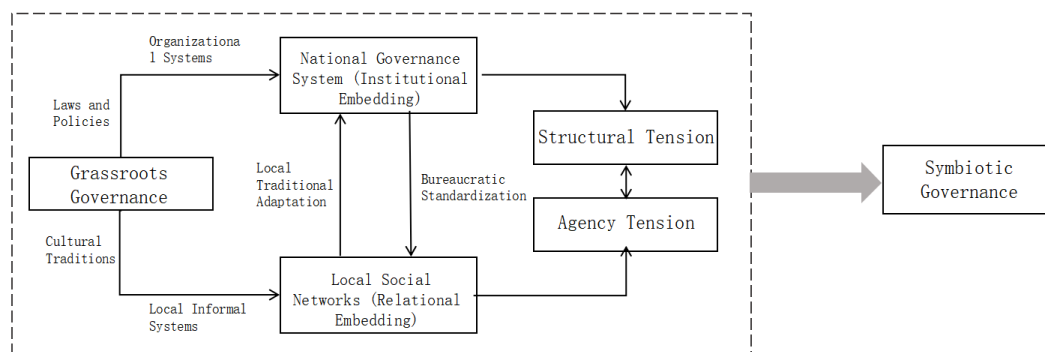 Organizationa
l Systems
National Governance
System (Institutional
Embedding)
Laws and
Policies
Structural Tension
Grassroots
Governance
Local
Traditional
Adaptation
Bureaucratic
Standardization
Symbiotic
Governance
Agency Tension
Cultural
Traditions
Local Social
Networks (Relational
Embedding)
Local Informal
Systems